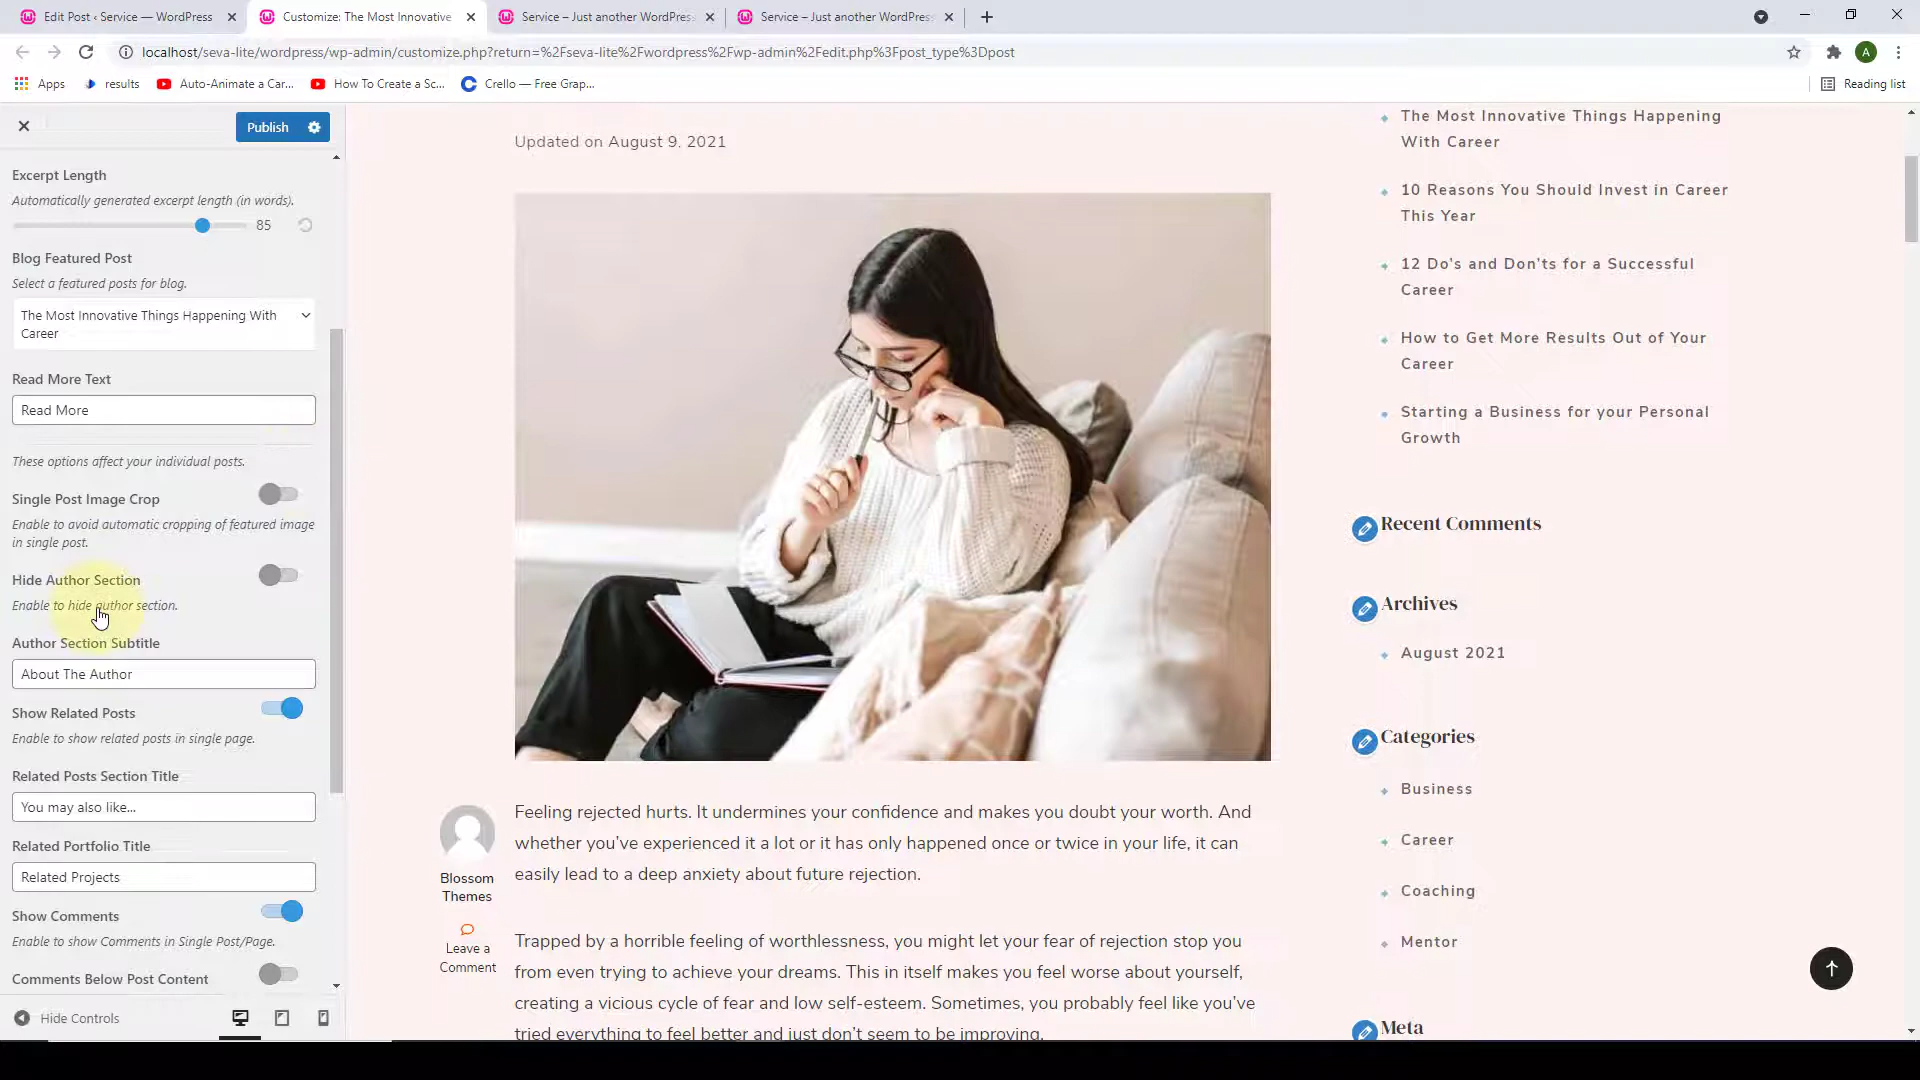 Edit Post ‹ Service — WordPress
Customize: The Most Innovative
Service – Just another WordPress
Service – Just another WordPress
localhost/seva-lite/wordpress/wp-admin/customize.php?return=%2Fseva-lite%2Fwordpress%2Fwp-admin%2Fedit.php%3Fpost_type%3Dpost
A
Apps
results
Auto-Animate a Car...
How To Create a Sc...
Crello — Free Grap...
Reading list
Publish
Excerpt Length
Automatically generated excerpt length (in words).
85
Blog Featured Post
Select a featured posts for blog.
The Most Innovative Things Happening With
Career
Read More Text
Read More
These options affect your individual posts.
Single Post Image Crop
Enable to avoid automatic cropping of featured image
in single post.
Hide Author Section
Enable to hide author section.
Author Section Subtitle
About The Author
Show Related Posts
Enable to show related posts in single page.
Related Posts Section Title
You may also like...
Related Portfolio Title
Related Projects
Show Comments
Enable to show Comments in Single Post/Page.
Comments Below Post Content
Hide Controls
Updated on August 9, 2021
Blossom
Themes
Leave a
Comment
Feeling rejected hurts. It undermines your confidence and makes you doubt your worth. And
whether you’ve experienced it a lot or it has only happened once or twice in your life, it can
easily lead to a deep anxiety about future rejection.
Trapped by a horrible feeling of worthlessness, you might let your fear of rejection stop you
from even trying to achieve your dreams. This in itself makes you feel worse about yourself,
creating a vicious cycle of fear and low self-esteem. Sometimes, you probably feel like you’ve
tried everything to feel better and just don’t seem to be improving.
The Most Innovative Things Happening
With Career
10 Reasons You Should Invest in Career
This Year
12 Do’s and Don’ts for a Successful
Career
How to Get More Results Out of Your
Career
Starting a Business for your Personal
Growth
Recent Comments
Archives
August 2021
Categories
Business
Career
Coaching
Mentor
Meta